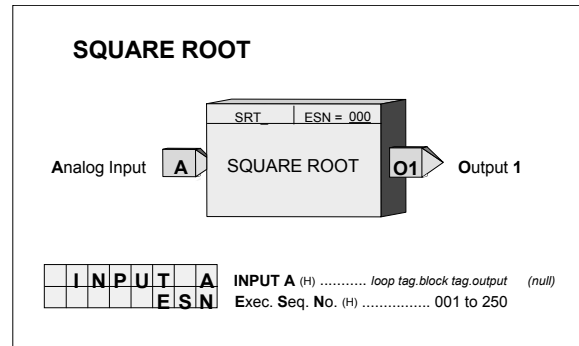 SQUARE ROOT
SRT_ ESN = 000
Analog Input A SQUARE ROOT O1 Output 1
INPUT A INPUT A (H) ........... loop tag.block tag.output (null)
ESN Exec. Seq. No. (H) ................ 001 to 250